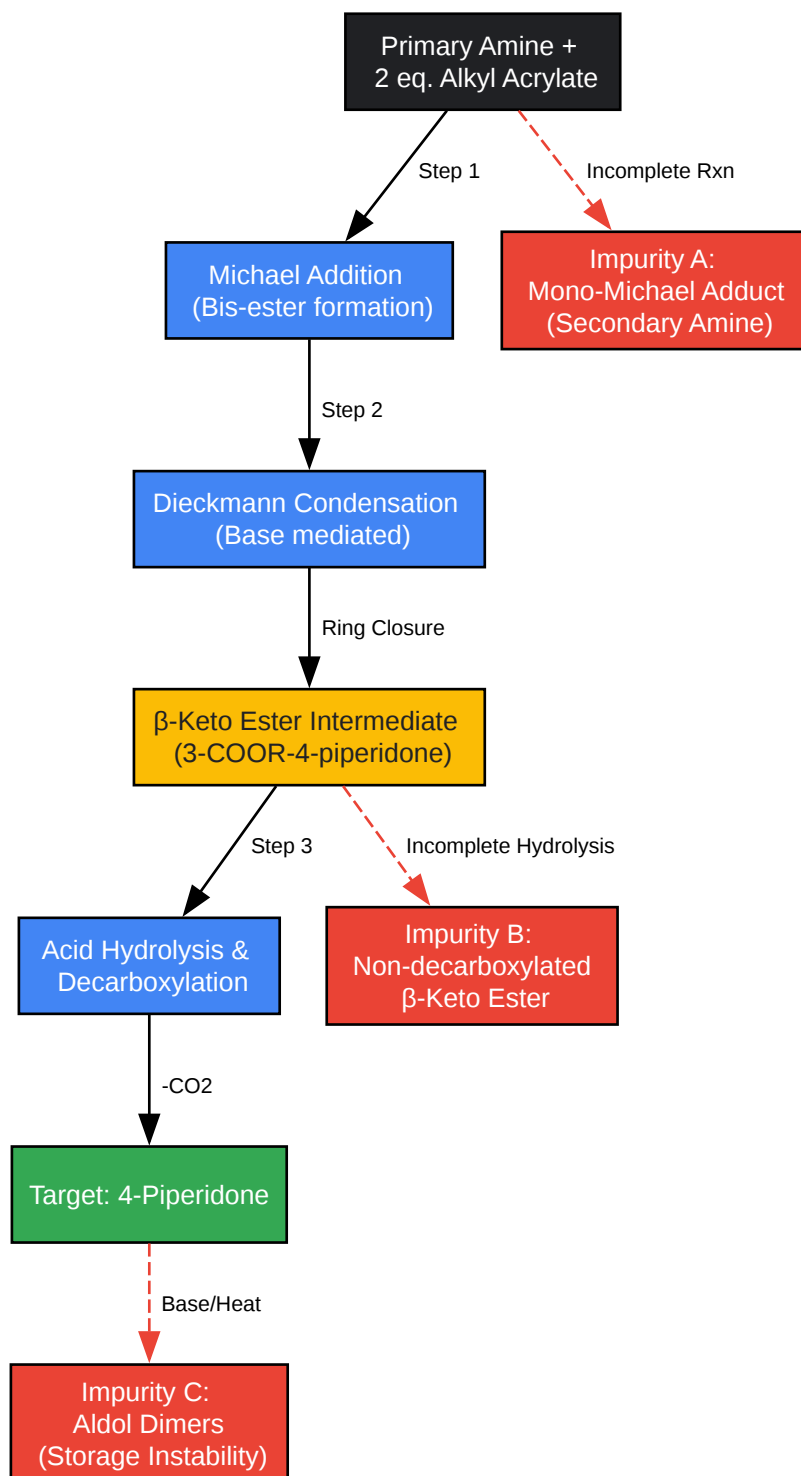 Primary Amine +
2 eq. Alkyl Acrylate
Step 1
Incomplete Rxn
Michael Addition
(Bis-ester formation)
Impurity A:
Mono-Michael Adduct
(Secondary Amine)
Step 2
Dieckmann Condensation
(Base mediated)
Ring Closure
β-Keto Ester Intermediate
(3-COOR-4-piperidone)
Step 3
Incomplete Hydrolysis
Acid Hydrolysis &
Decarboxylation
Impurity B:
Non-decarboxylated
β-Keto Ester
-CO2
Target: 4-Piperidone
Base/Heat
Impurity C:
Aldol Dimers
(Storage Instability)